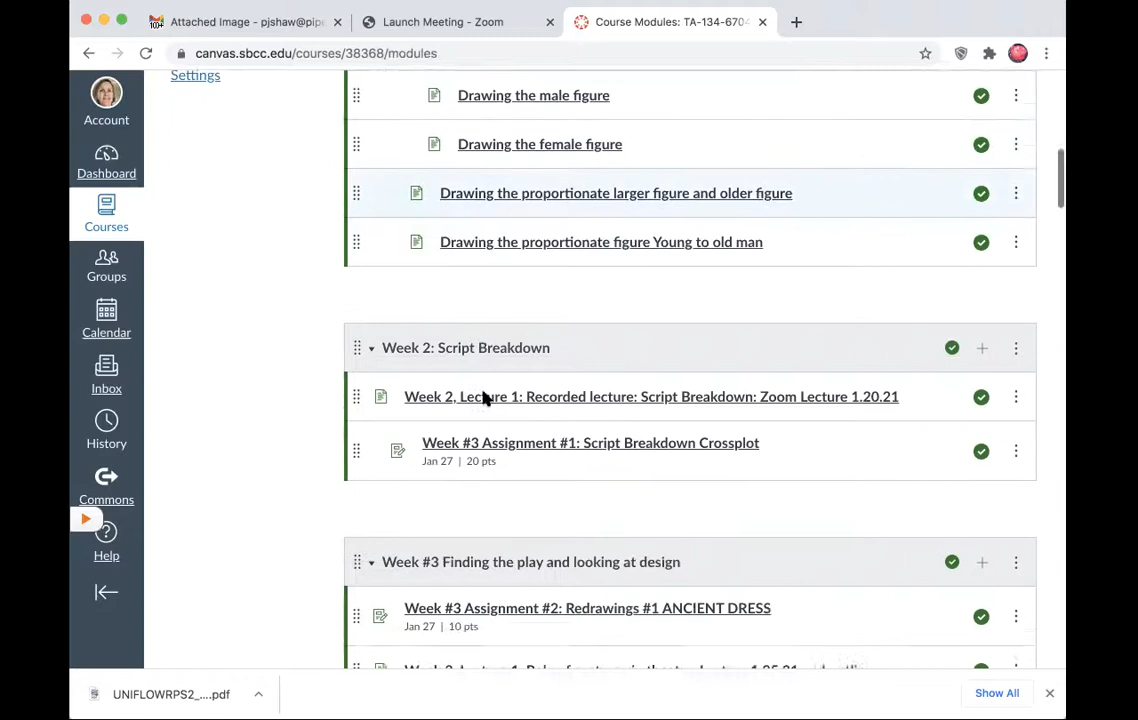 100+
Attached Image - pjshaw@pipe
Launch Meeting - Zoom
Course Modules: TA-134-6704
canvas.sbcc.edu/courses/38368/modules
Settings
Account
Dashboard
Courses
Groups
Calendar
Inbox
History
Commons
Help
Drawing the male figure
Drawing the female figure
Drawing the proportionate larger figure and older figure
Drawing the proportionate figure Young to old man
Week 2: Script Breakdown
Week 2, Lecture 1: Recorded lecture: Script Breakdown: Zoom Lecture 1.20.21
Week #3 Assignment #1: Script Breakdown Crossplot
Jan 27 | 20 pts
Week #3 Finding the play and looking at design
Week #3 Assignment #2: Redrawings #1 ANCIENT DRESS
Jan 27 | 10 pts
UNIFLOWRPS2_....pdf
Show All